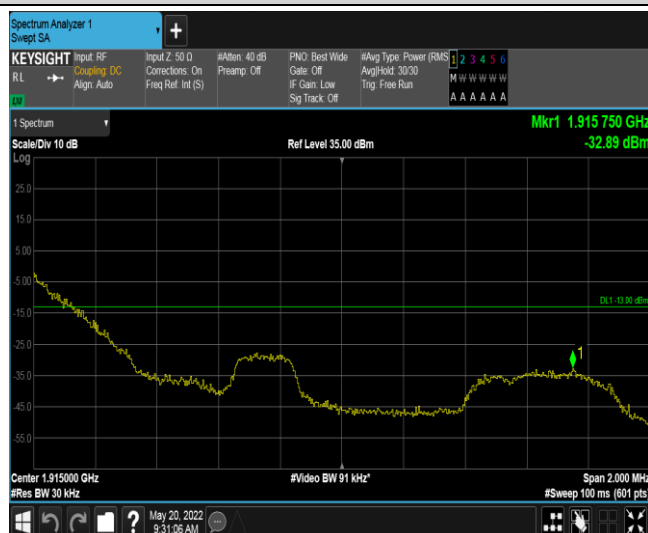 Spectrum Analyzer 1
Swept SA
+
KEYSIGHT Input: RF
RL Coupling: DC
Align: Auto
Input Z: 50 Ω
Corrections: On
Freq Ref: Int (S)
#Atten: 40 dB
Preamp: Off
PNO: Best Wide
Gate: Off
IF Gain: Low
Sig Track: Off
#Avg Type: Power (RMS
Avg|Hold: 30/30
Trig: Free Run
1 2 3 4 5 6
M W W W W W
A A A A A A
1 Spectrum
Mkr1 1.915 750 GHz
Scale/Div 10 dB
Ref Level 35.00 dBm
-32.89 dBm
Log
25.0
15.0
5.00
-5.00
DL1 -13.00 dBm
-15.0
-25.0
1
-35.0
-45.0
-55.0
Center 1.915000 GHz
#Video BW 91 kHz*
Span 2.000 MHz
#Res BW 30 kHz
#Sweep 100 ms (601 pts)
?
May 20, 2022
9:31:06 AM